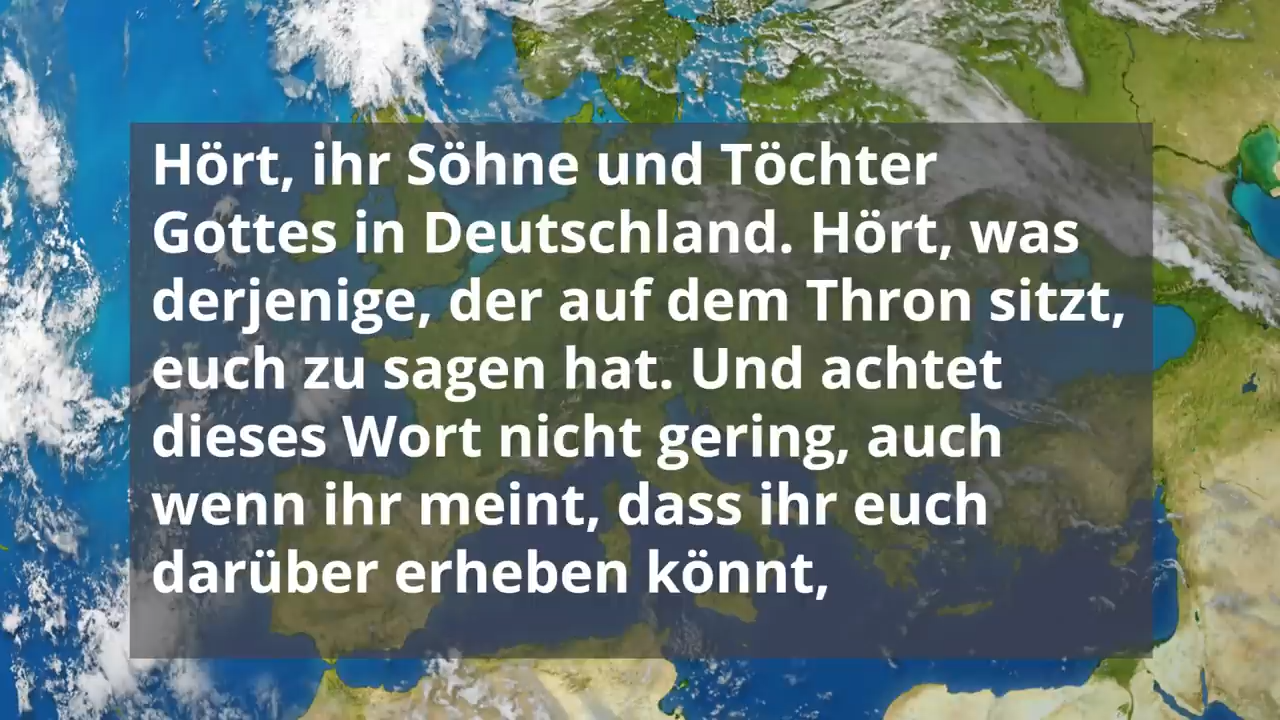 Hört, ihr Söhne und Töchter
Gottes in Deutschland. Hört, was
derjenige, der auf dem Thron sitzt,
euch zu sagen hat. Und achtet
dieses Wort nicht gering, auch
wenn ihr meint, dass ihr euch
darüber erheben könnt,